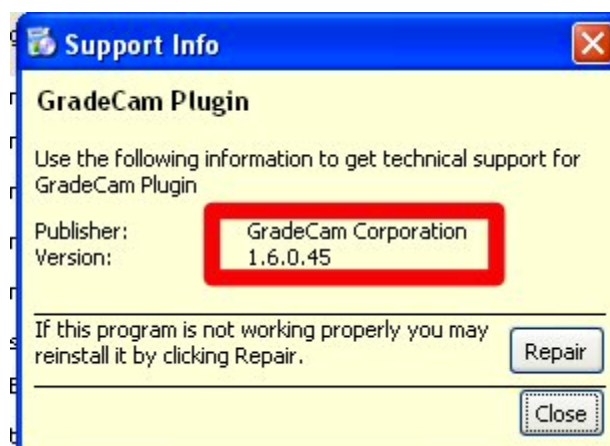 Support Info
GradeCam Plugin
Use the following information to get technical support for
GradeCam Plugin
Publisher: GradeCam Corporation
Version: 1.6.0.45
If this program is not working properly you may
reinstall it by clicking Repair.
Repair
Close